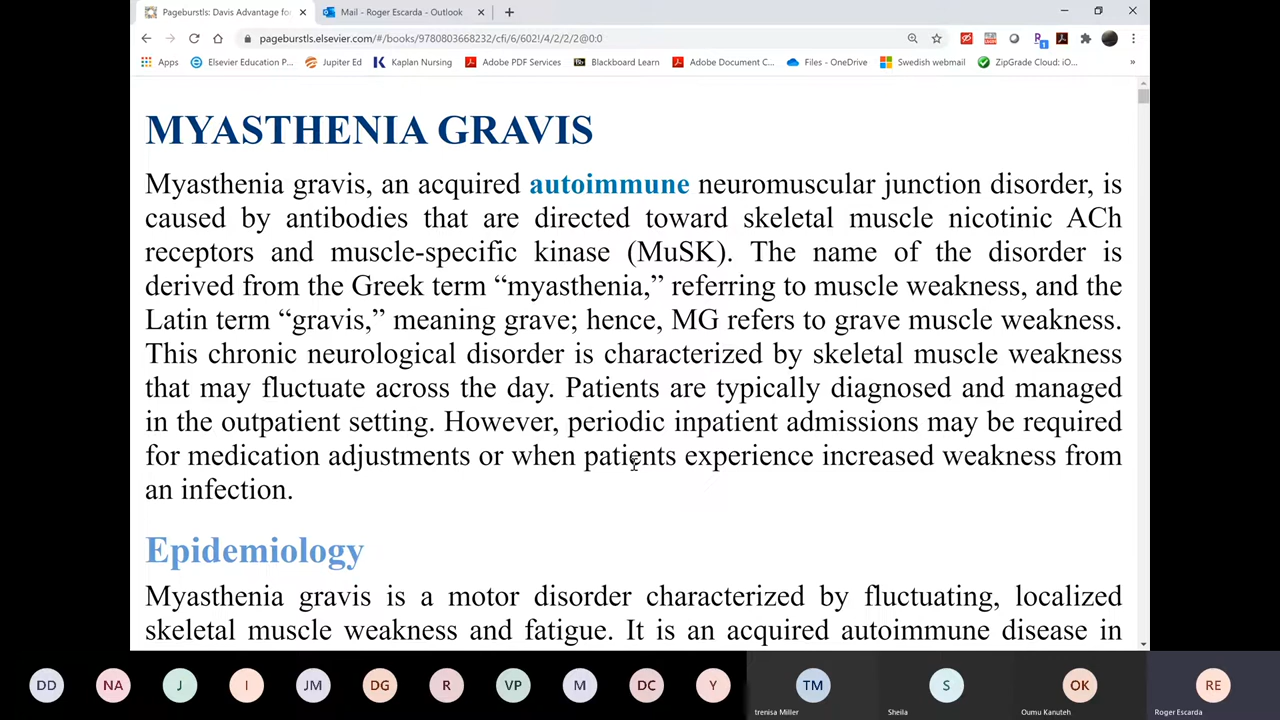 Pageburstls: Davis Advantage fo
Mail - Roger Escarda - Outlook
pageburstls.elsevier.com/#/books/9780803668232/cfi/6/602!/4/2/2/2@0:0
Apps
Elsevier Education P...
Jupiter Ed
Kaplan Nursing
Adobe PDF Services
Blackboard Learn
Adobe Document C...
Files - OneDrive
Swedish webmail
ZipGrade Cloud: iO...
MYASTHENIA GRAVIS
Myasthenia gravis, an acquired autoimmune neuromuscular junction disorder, is
caused by antibodies that are directed toward skeletal muscle nicotinic ACh
receptors and muscle-specific kinase (MuSK). The name of the disorder is
derived from the Greek term “myasthenia,” referring to muscle weakness, and the
Latin term “gravis,” meaning grave; hence, MG refers to grave muscle weakness.
This chronic neurological disorder is characterized by skeletal muscle weakness
that may fluctuate across the day. Patients are typically diagnosed and managed
in the outpatient setting. However, periodic inpatient admissions may be required
for medication adjustments or when patients experience increased weakness from
an infection.
Epidemiology
Myasthenia gravis is a motor disorder characterized by fluctuating, localized
skeletal muscle weakness and fatigue. It is an acquired autoimmune disease in
DD
NA
J
I
JM
DG
R
VP
M
DC
Y
TM
S
OK
RE
trenisa Miller
Sheila
Oumu Kanuteh
Roger Escarda